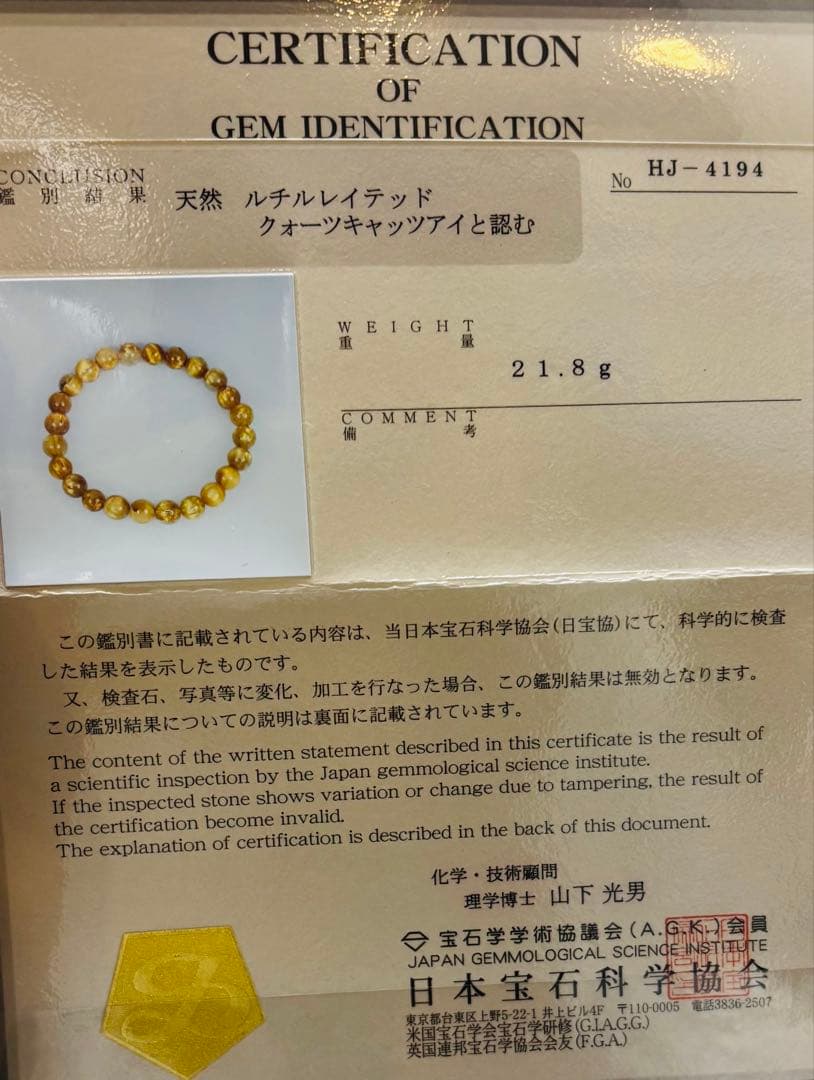 CERTIFICATION
OF
GEM IDENTIFICATION
CONCLUSION
鑑別結果
天然 ルチルレイテッド
クォーツキャッツアイと認む
No HJ-4194
WEIGHT
重量
21.8g
COMMENT
備考
この鑑別書に記載されている内容は、当日本宝石科学協会(日宝協)にて、科学的に検査
した結果を表示したものです。
又、検査石、写真等に変化、加工を行なった場合、この鑑別結果は無効となります。
この鑑別結果についての説明は裏面に記載されています。
The content of the written statement described in this certificate is the result of
a scientific inspection by the Japan gemmological science institute.
If the inspected stone shows variation or change due to tampering, the result of
the certification become invalid.
The explanation of certification is described in the back of this document.
化学・技術顧問
理学博士 山下 光男
宝石学学術協議会(A.G.K.)会員
JAPAN GEMMOLOGICAL SCIENCE INSTITUTE
日本宝石科学協会
東京都台東区上野5-22-1 井上ビル4F 〒110-0005 電話3836-2507
米国宝石学会宝石学研修(G.I.A.G.G.)
英国連邦宝石学協会会友(F.G.A.)